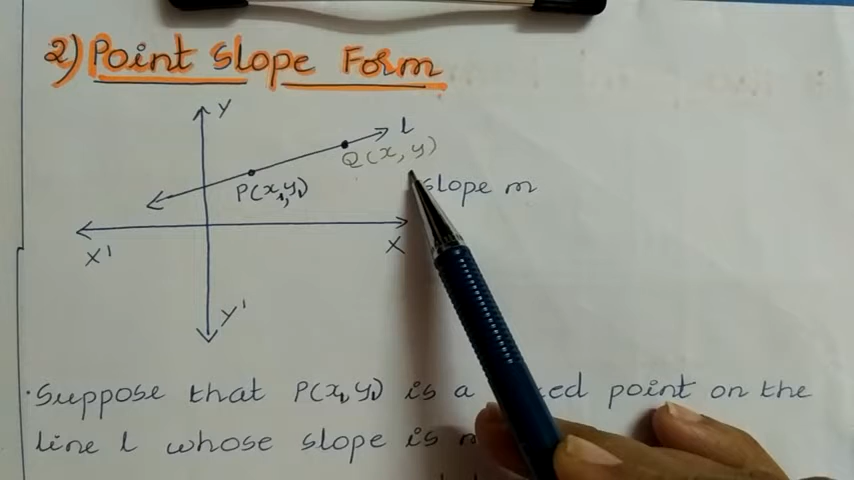 2) Point Slope Form
Y
L
Q(x, y)
P(x₁, y₁)
slope m
X' X
Y'
Suppose that P(x₁, y₁) is a point on the
line L whose slope is